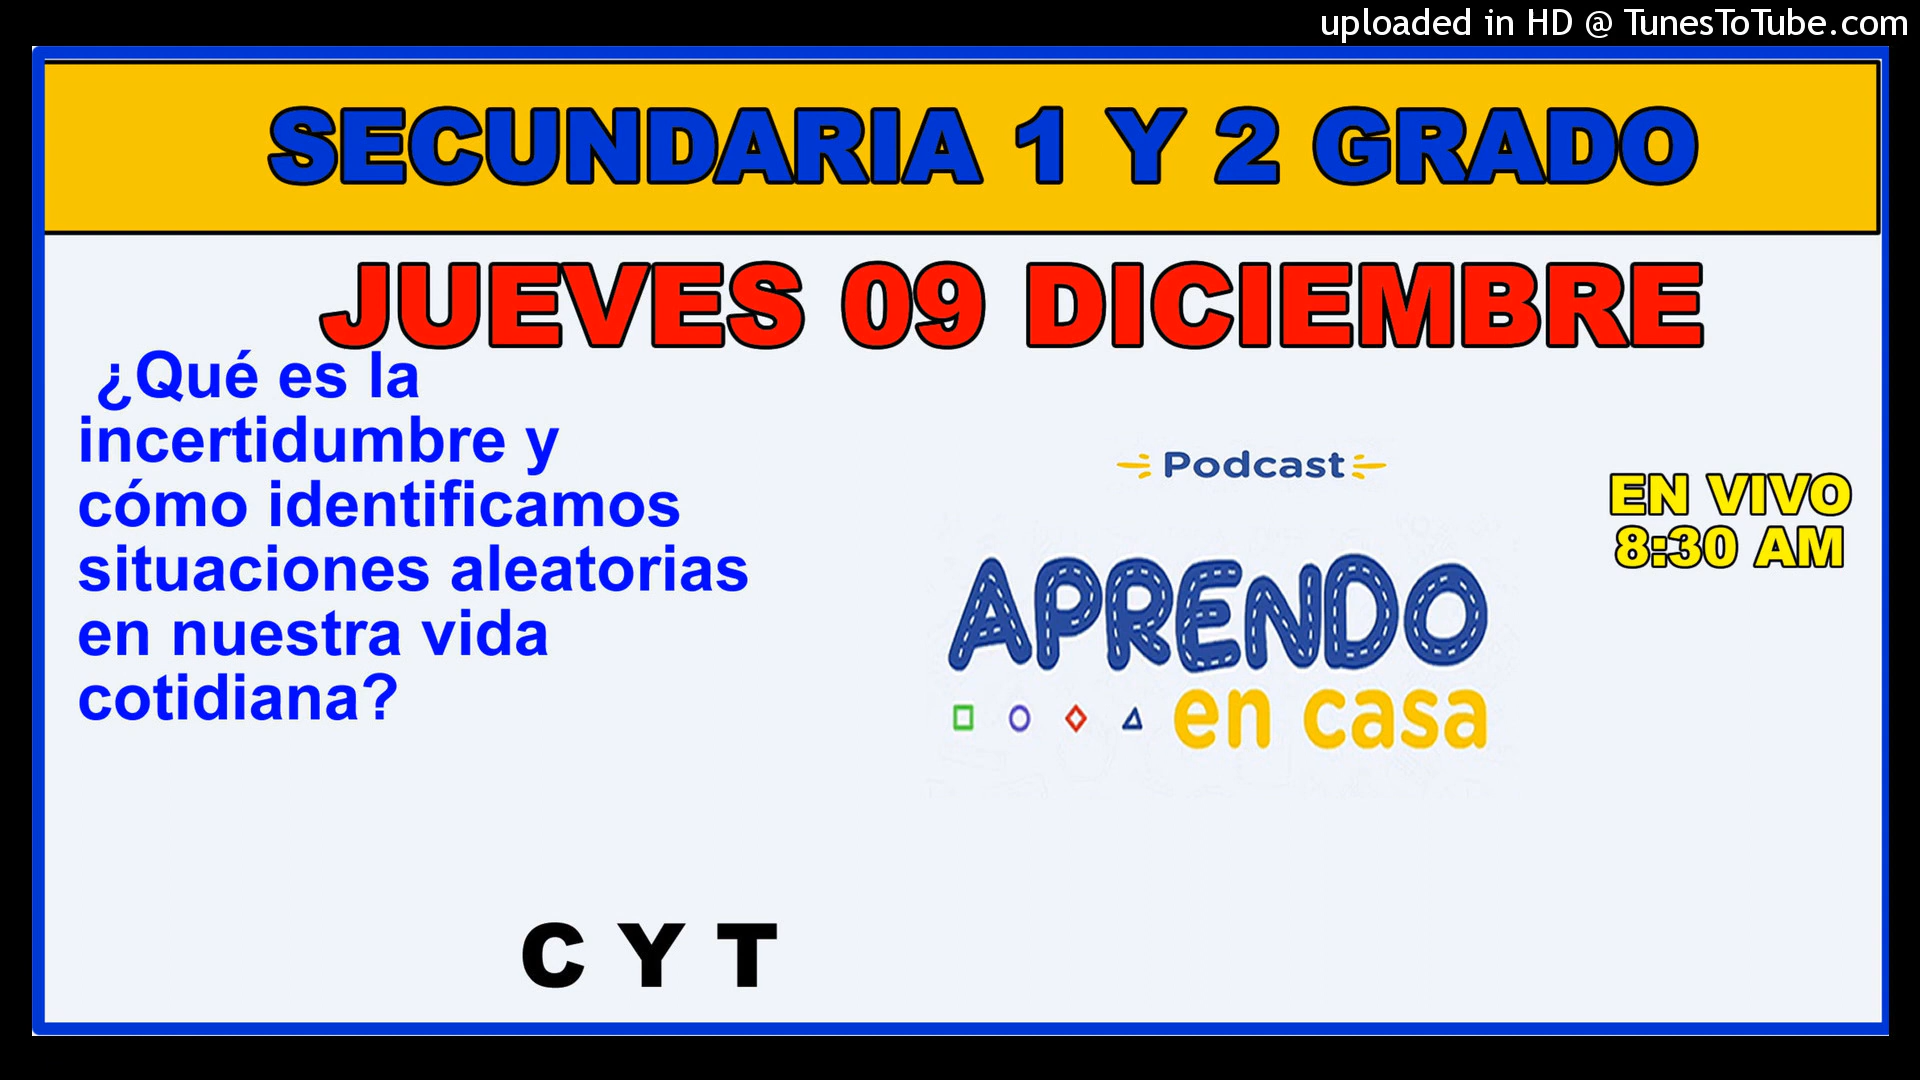 uploaded in HD @ TunesToTube.com
SECUNDARIA 1 Y 2 GRADO
JUEVES 09 DICIEMBRE
¿Qué es la
incertidumbre y
cómo identificamos
situaciones aleatorias
en nuestra vida
cotidiana?
Podcast
APRENDO
en casa
EN VIVO
8:30 AM
C Y T